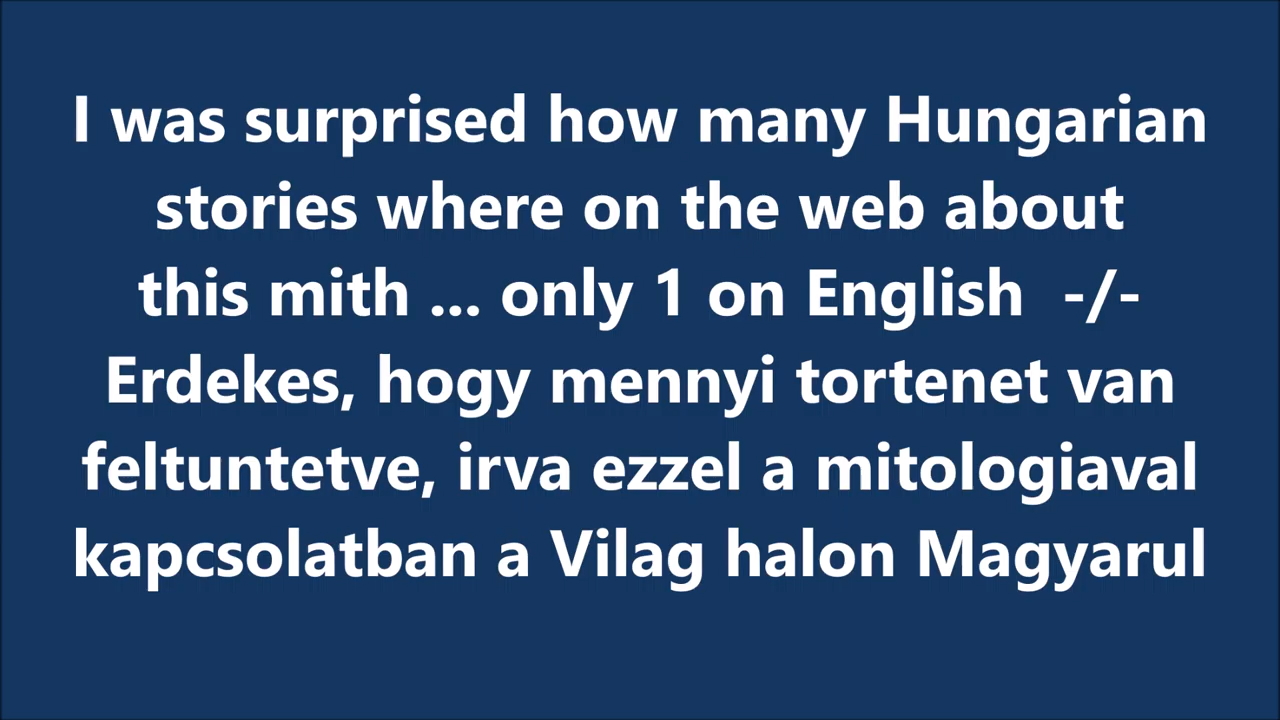 I was surprised how many Hungarian
stories where on the web about
this mith ... only 1 on English -/-
Erdekes, hogy mennyi tortenet van
feltuntetve, irva ezzel a mitologiaval
kapcsolatban a Vilag halon Magyarul